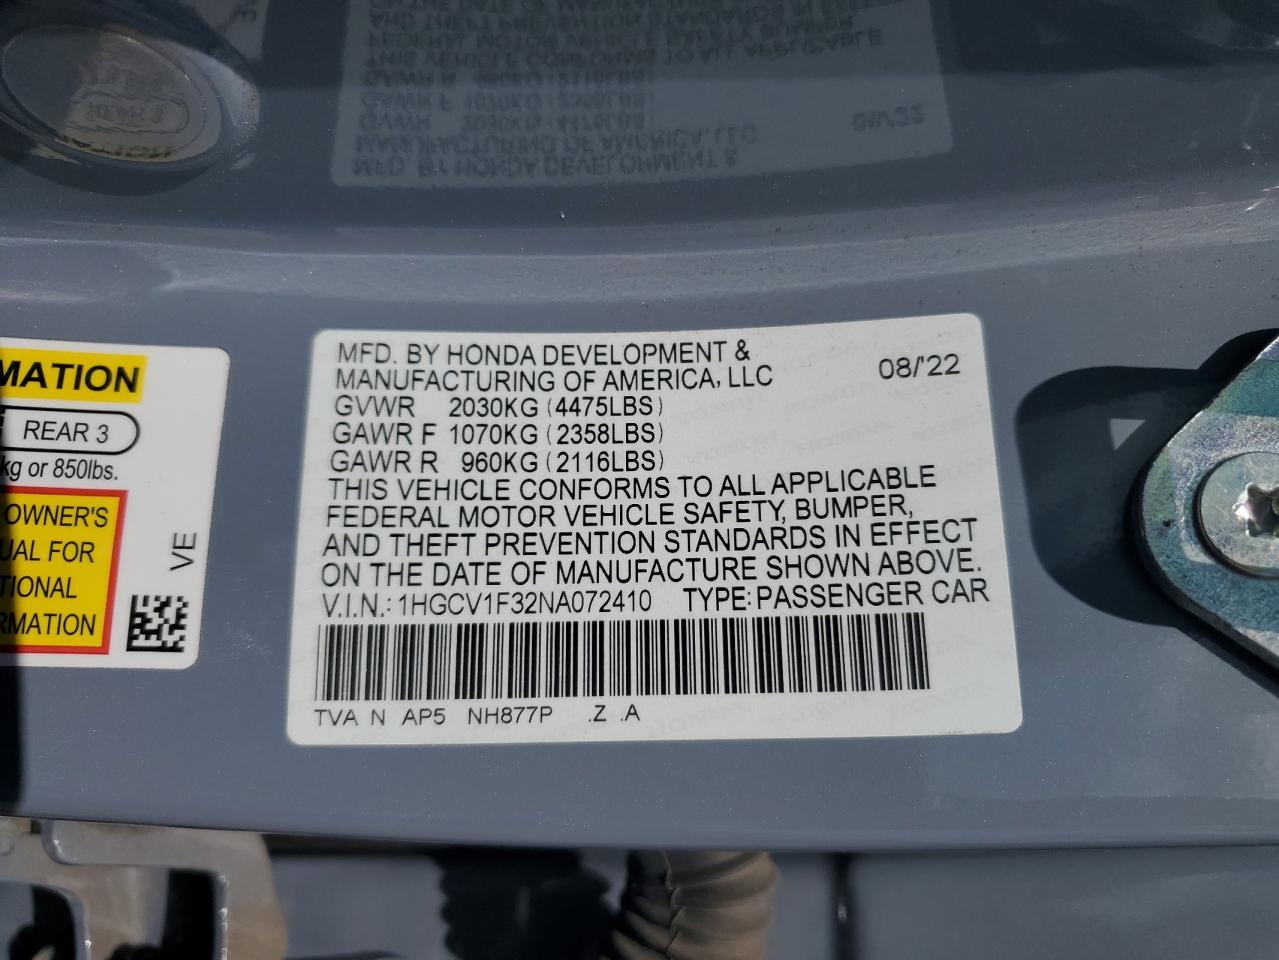 MFD. BY HONDA DEVELOPMENT &
MANUFACTURING OF AMERICA, LLC 08/'22
GVWR 2030KG (4475LBS)
GAWR F 1070KG (2358LBS)
GAWR R 960KG (2116LBS)
THIS VEHICLE CONFORMS TO ALL APPLICABLE
FEDERAL MOTOR VEHICLE SAFETY, BUMPER,
AND THEFT PREVENTION STANDARDS IN EFFECT
ON THE DATE OF MANUFACTURE SHOWN ABOVE.
V.I.N.: 1HGCV1F32NA072410 TYPE: PASSENGER CAR
TVA N AP5 NH877P .Z .A
MATION
REAR 3
kg or 850lbs.
OWNER'S
UAL FOR
TIONAL
RMATION
VE